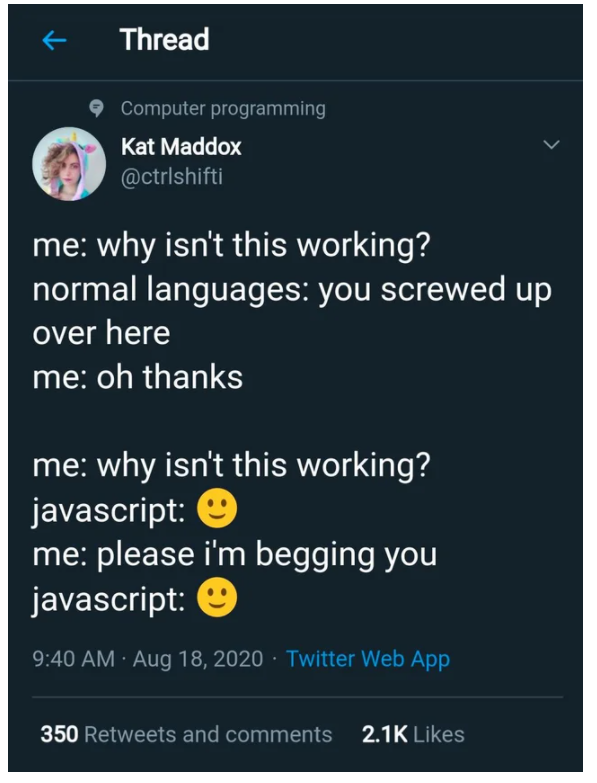 Thread
Computer programming
Kat Maddox
@ctrlshifti
me: why isn't this working?
normal languages: you screwed up
over here
me: oh thanks
me: why isn't this working?
javascript: 🙂
me: please i'm begging you
javascript: 🙂
9:40 AM · Aug 18, 2020 · Twitter Web App
350 Retweets and comments 2.1K Likes